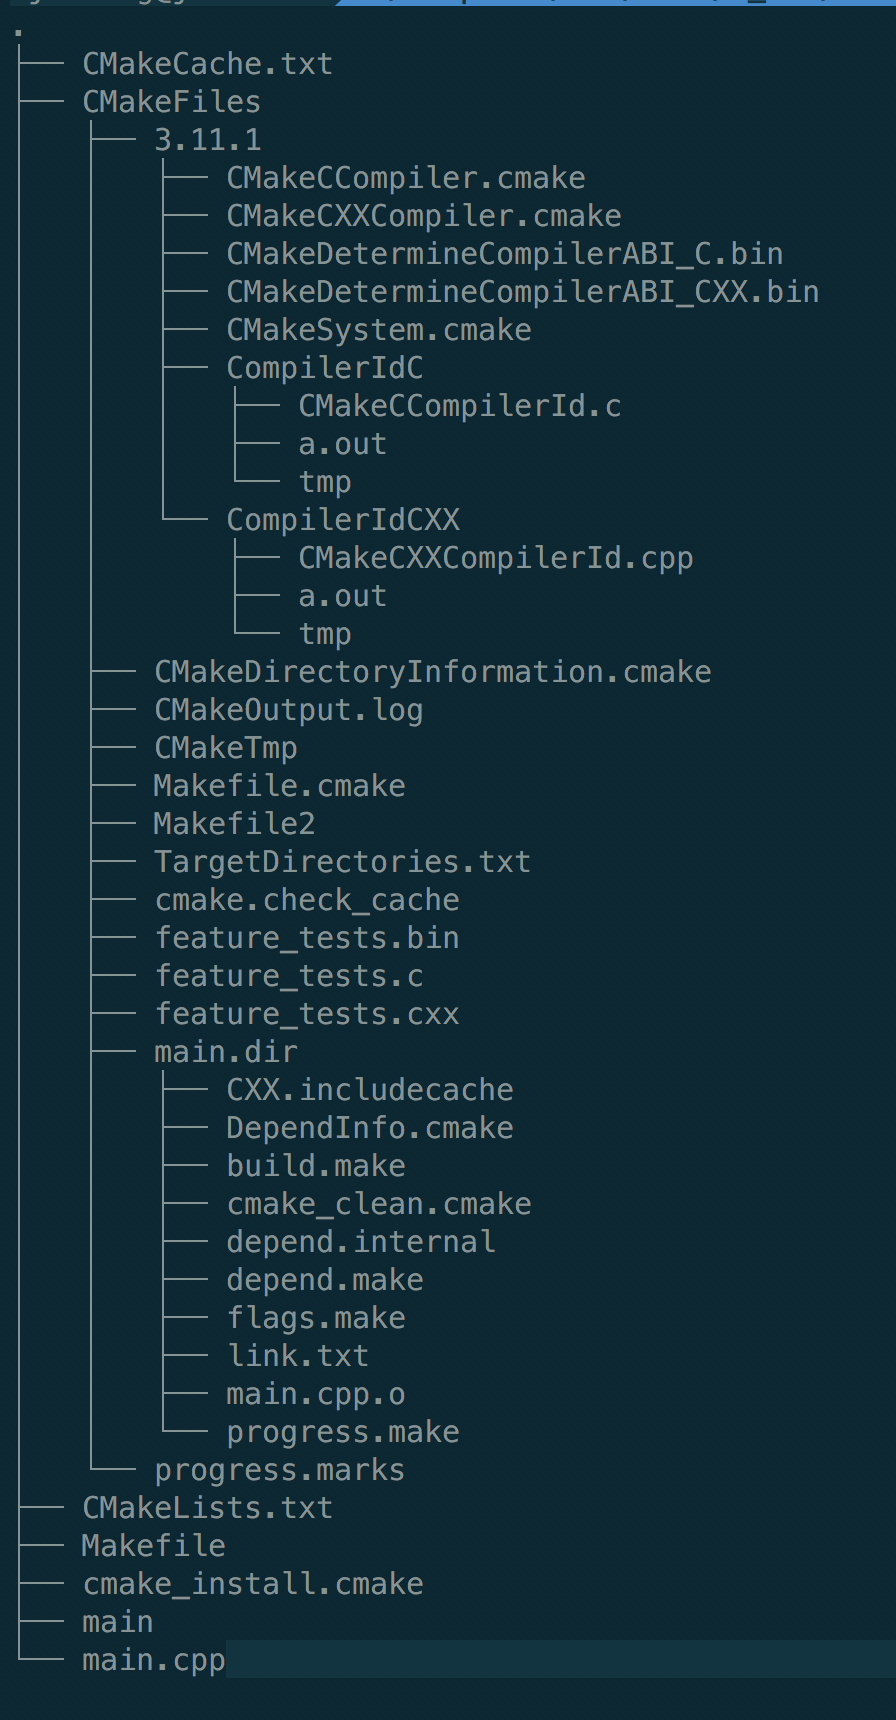 .
├── CMakeCache.txt
├── CMakeFiles
│   ├── 3.11.1
│   │   ├── CMakeCCompiler.cmake
│   │   ├── CMakeCXXCompiler.cmake
│   │   ├── CMakeDetermineCompilerABI_C.bin
│   │   ├── CMakeDetermineCompilerABI_CXX.bin
│   │   ├── CMakeSystem.cmake
│   │   ├── CompilerIdC
│   │   │   ├── CMakeCCompilerId.c
│   │   │   ├── a.out
│   │   │   └── tmp
│   │   └── CompilerIdCXX
│   │       ├── CMakeCXXCompilerId.cpp
│   │       ├── a.out
│   │       └── tmp
│   ├── CMakeDirectoryInformation.cmake
│   ├── CMakeOutput.log
│   ├── CMakeTmp
│   ├── Makefile.cmake
│   ├── Makefile2
│   ├── TargetDirectories.txt
│   ├── cmake.check_cache
│   ├── feature_tests.bin
│   ├── feature_tests.c
│   ├── feature_tests.cxx
│   ├── main.dir
│   │   ├── CXX.includecache
│   │   ├── DependInfo.cmake
│   │   ├── build.make
│   │   ├── cmake_clean.cmake
│   │   ├── depend.internal
│   │   ├── depend.make
│   │   ├── flags.make
│   │   ├── link.txt
│   │   ├── main.cpp.o
│   │   └── progress.make
│   └── progress.marks
├── CMakeLists.txt
├── Makefile
├── cmake_install.cmake
├── main
└── main.cpp